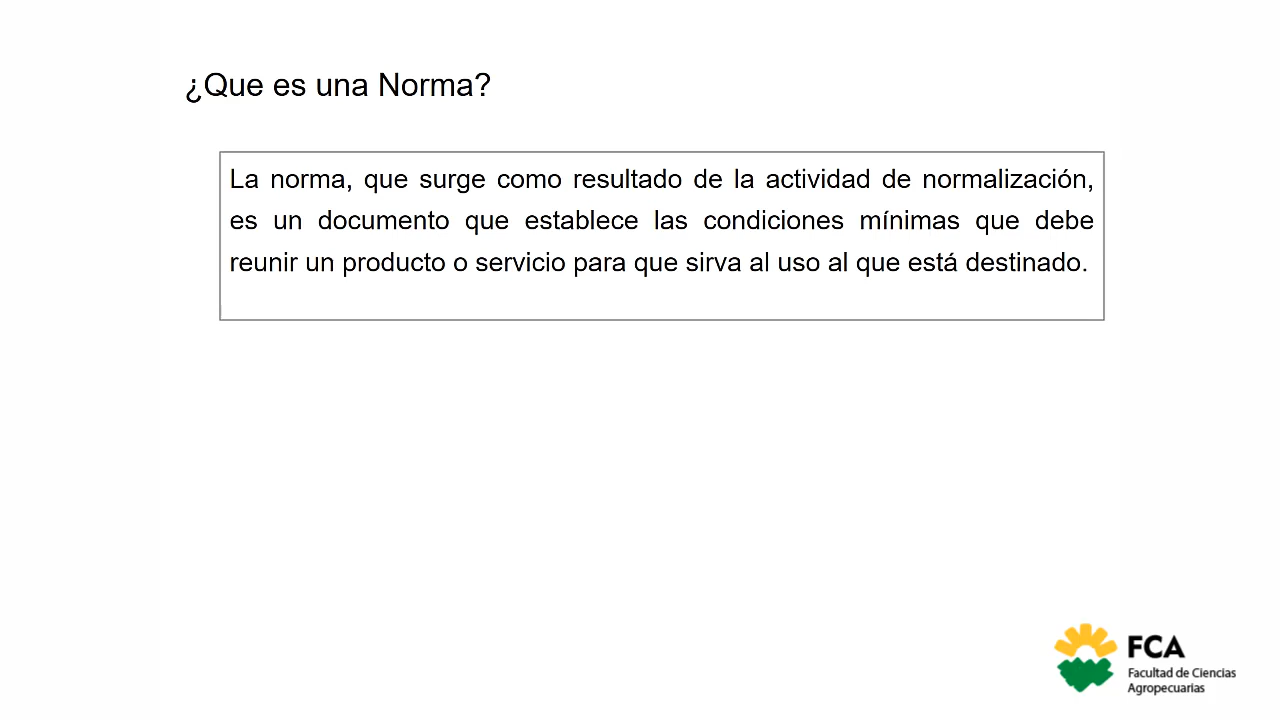 ¿Que es una Norma?
La norma, que surge como resultado de la actividad de normalización,
es un documento que establece las condiciones mínimas que debe
reunir un producto o servicio para que sirva al uso al que está destinado.
FCA
Facultad de Ciencias
Agropecuarias